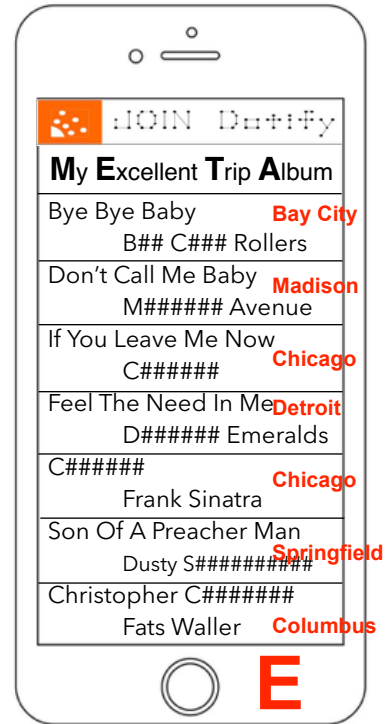 JOIN Dotify
My Excellent Trip Album
Bye Bye Baby
Bay City
B## C### Rollers
Don't Call Me Baby
Madison
M###### Avenue
If You Leave Me Now
Chicago
C######
Feel The Need In Me
Detroit
D###### Emeralds
C######
Chicago
Frank Sinatra
Son Of A Preacher Man
Springfield
Dusty S##########
Christopher C#######
Fats Waller
Columbus
E